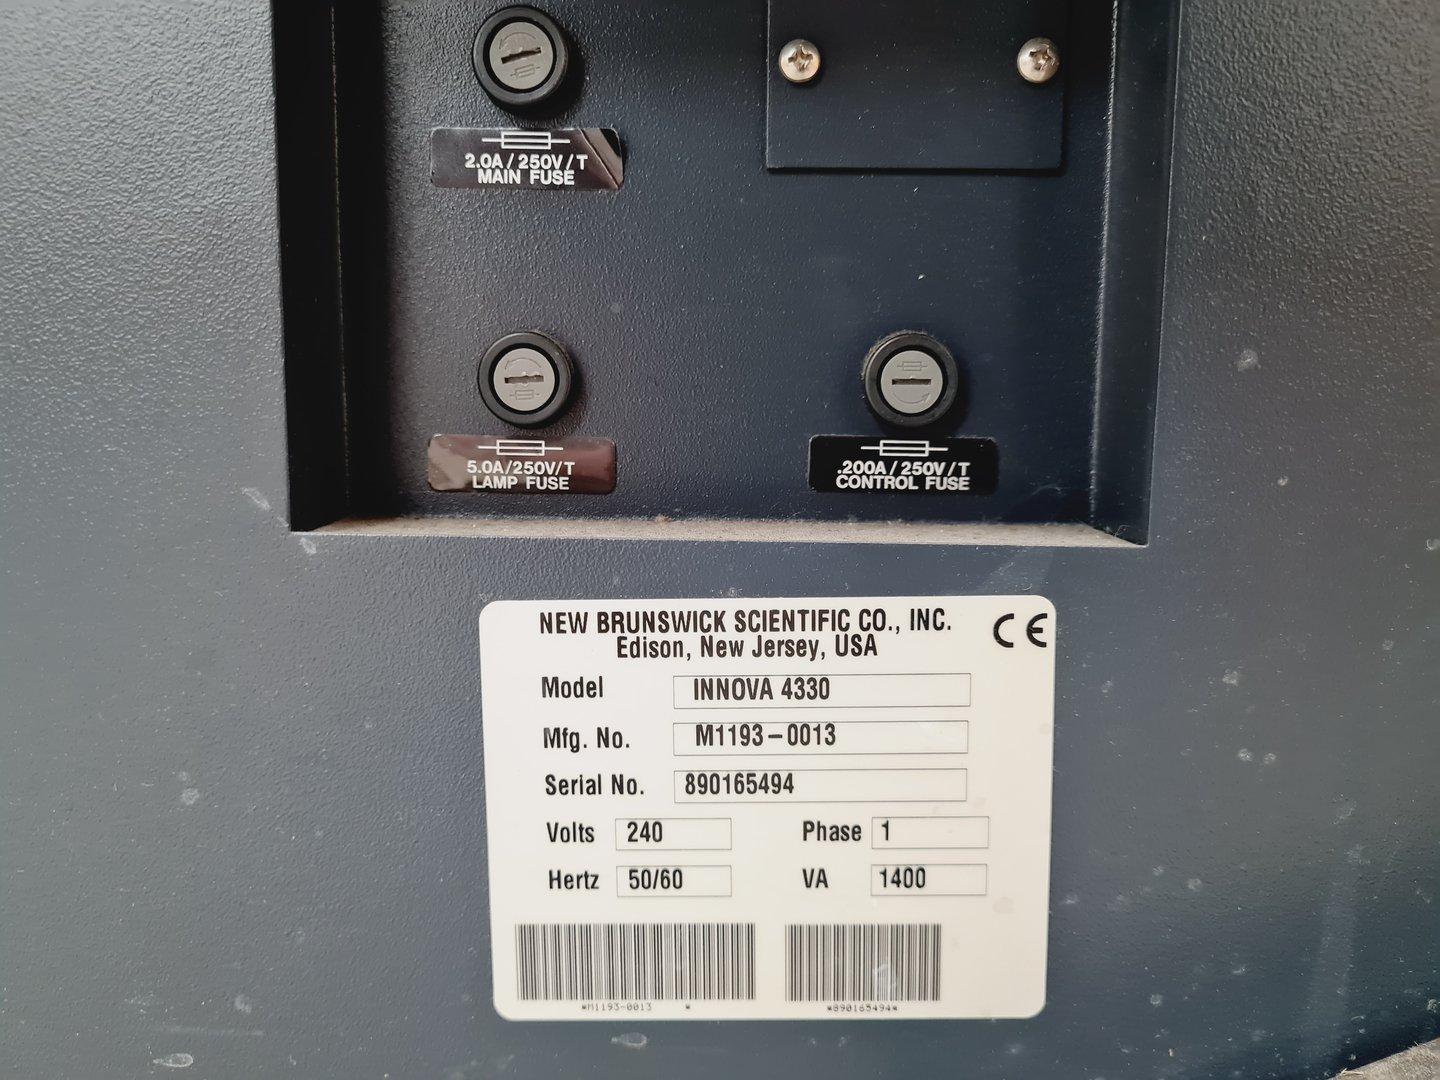 2.0A/250V/T
MAIN FUSE
5.0A/250V/T
LAMP FUSE
.200A/250V/T
CONTROL FUSE
NEW BRUNSWICK SCIENTIFIC CO., INC.
Edison, New Jersey, USA
CE
Model INNOVA 4330
Mfg. No. M1193-0013
Serial No. 890165494
Volts 240 Phase 1
Hertz 50/60 VA 1400
*M1193-0013 * *890165494*